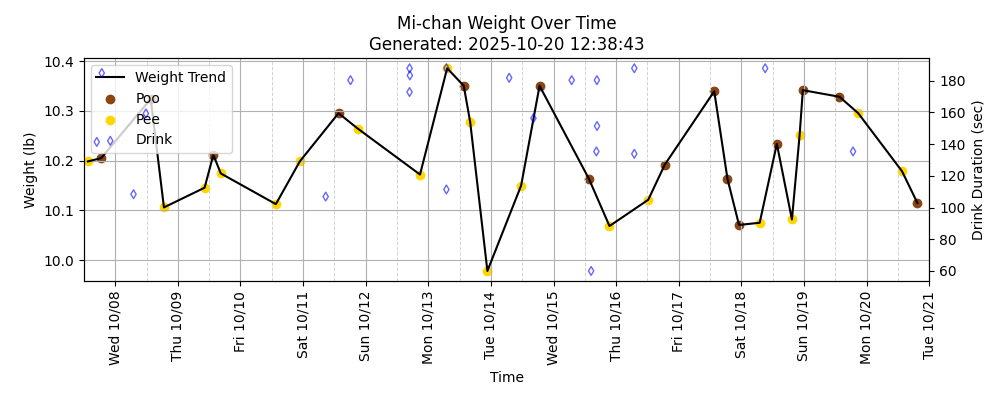 Mi-chan Weight Over Time
Generated: 2025-10-20 12:38:43
Weight (lb)
10.4
10.3
10.2
10.1
10.0
Weight Trend
Poo
Pee
Drink
180
160
140
120
100
80
60
Drink Duration (sec)
Wed 10/08
Thu 10/09
Fri 10/10
Sat 10/11
Sun 10/12
Mon 10/13
Tue 10/14
Wed 10/15
Thu 10/16
Fri 10/17
Sat 10/18
Sun 10/19
Mon 10/20
Tue 10/21
Time